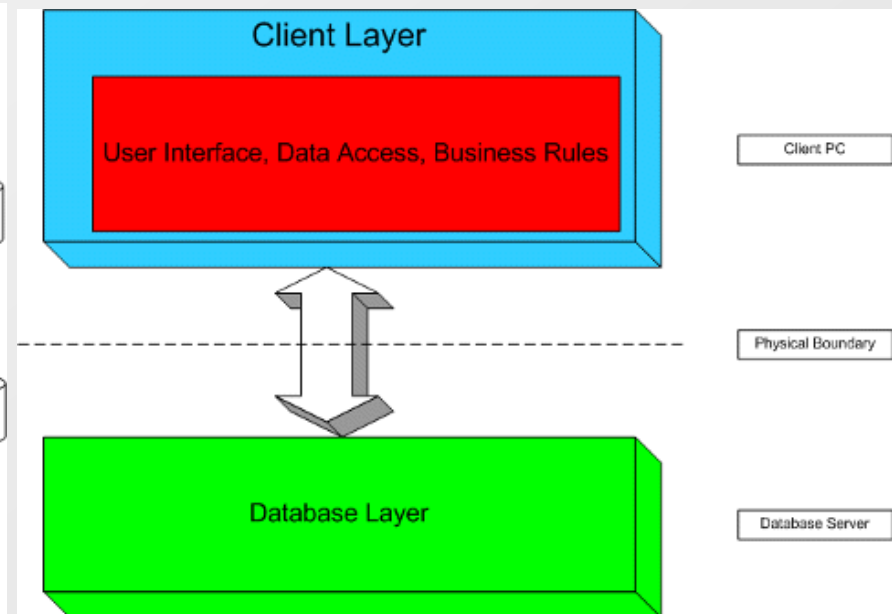 Client Layer
User Interface, Data Access, Business Rules
Client PC
Physical Boundary
Database Layer
Database Server